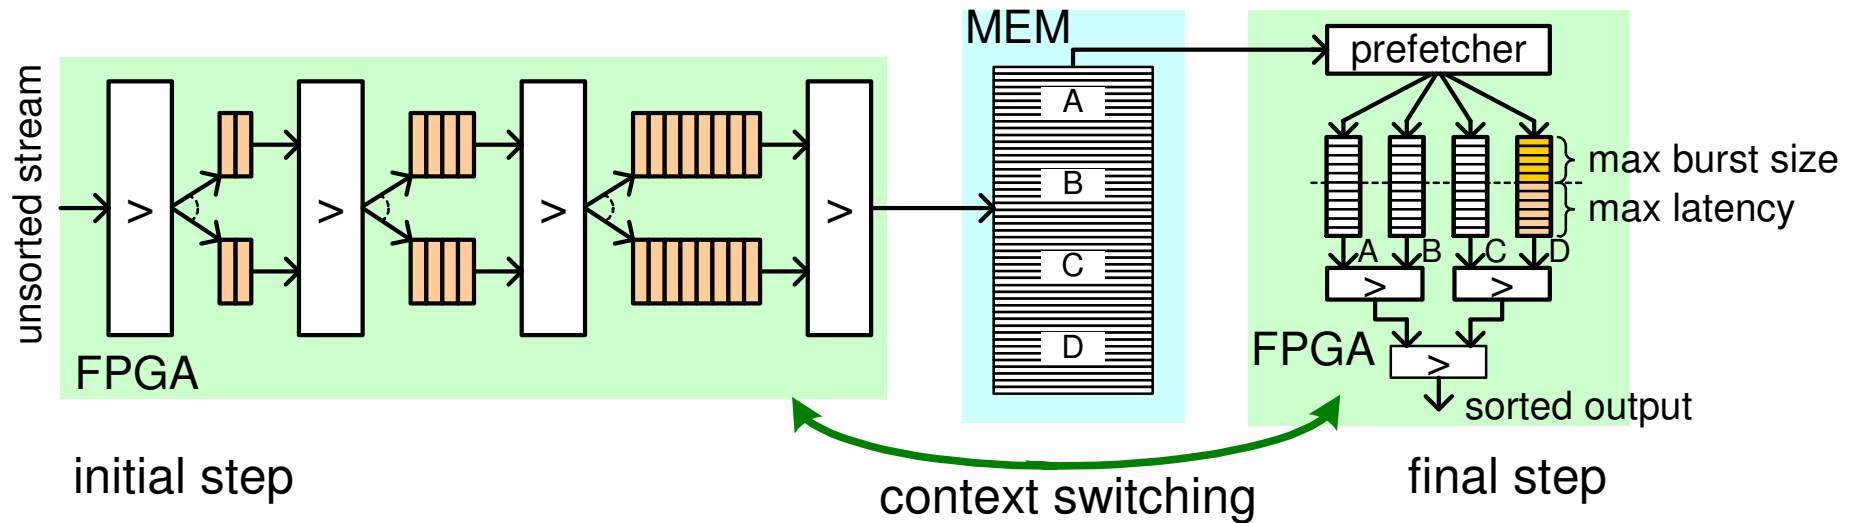 unsorted stream
>
>
>
>
FPGA
initial step
MEM
A
B
C
D
context switching
prefetcher
max burst size
max latency
A
B
C
D
>
>
>
FPGA
sorted output
final step